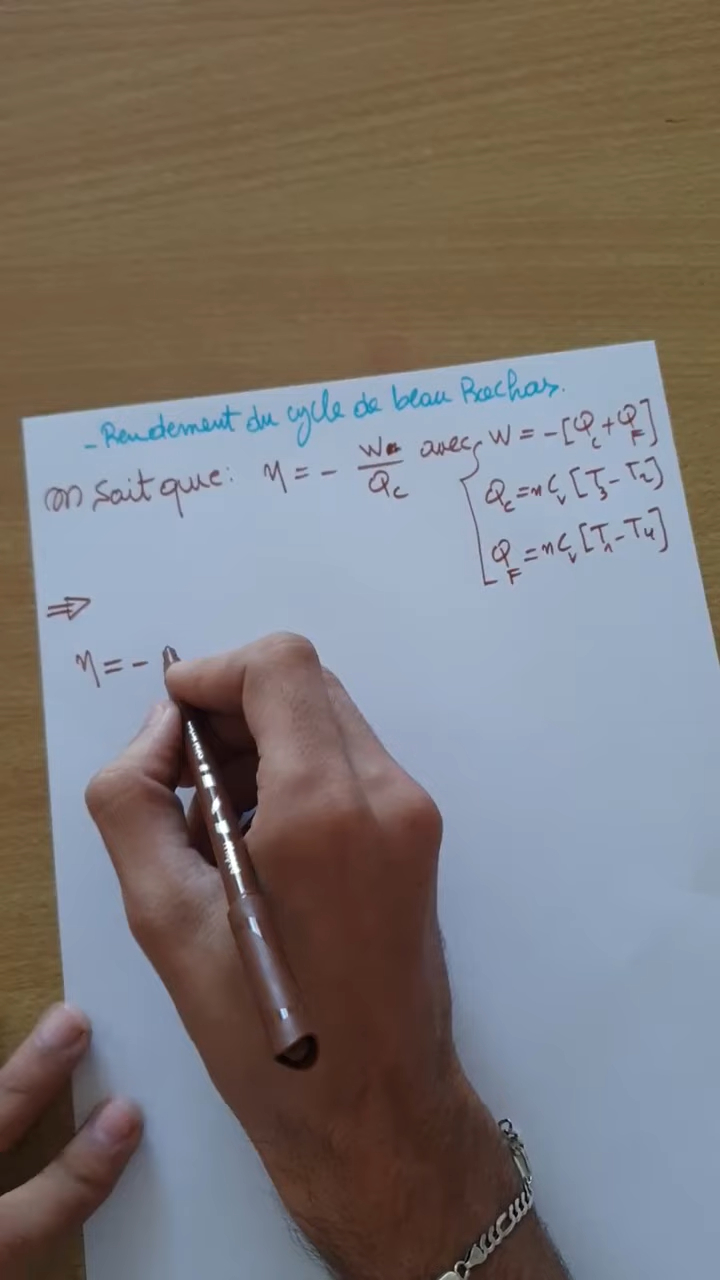 - Rendement du cycle de beau Rochas.
On sait que : η = - W/Q_C avec { W = -[Q_C + Q_F]
Q_C = nC_V [T_3 - T_2]
Q_F = nC_V [T_1 - T_4]
⇒
η = -